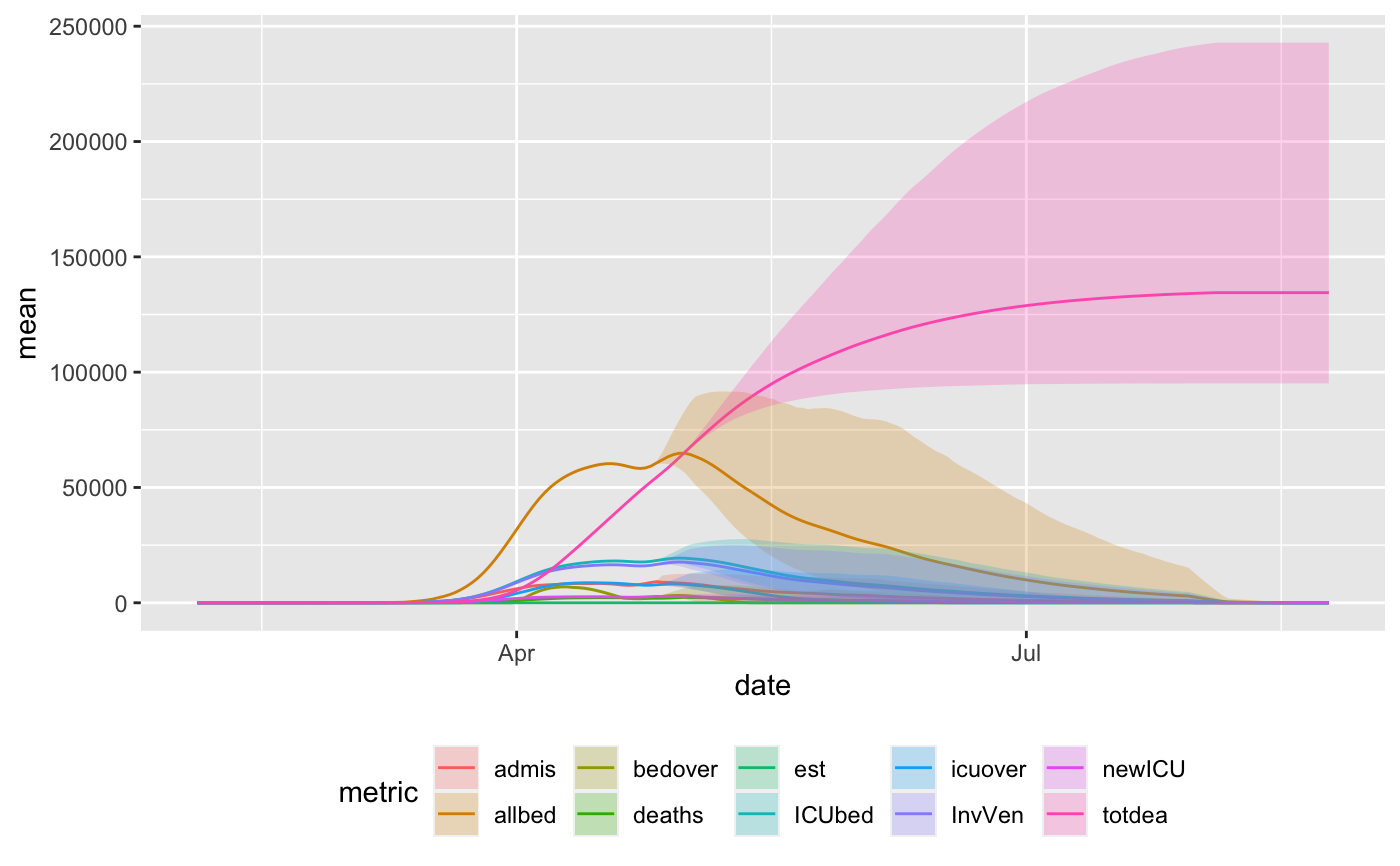 250000
200000
150000
100000
50000
0
mean
Apr
Jul
date
metric
admis
bedover
est
icuover
newICU
allbed
deaths
ICUbed
InvVen
totdea